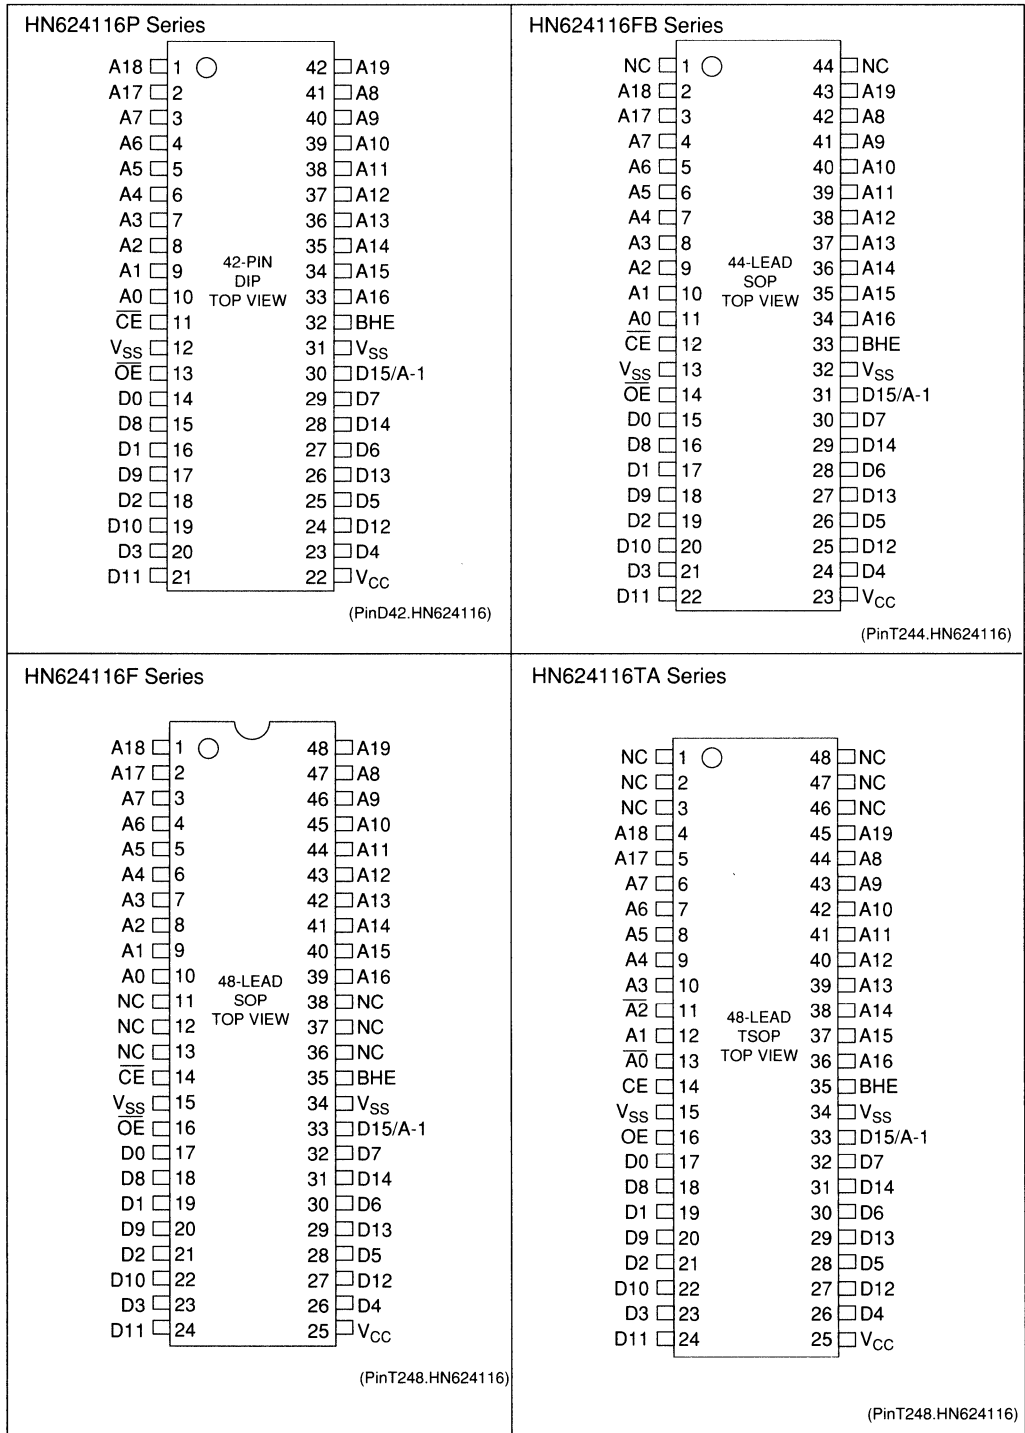 HN624116P Series
A18 1 42 A19
A17 2 41 A8
A7 3 40 A9
A6 4 39 A10
A5 5 38 A11
A4 6 37 A12
A3 7 36 A13
A2 8 35 A14
A1 9 34 A15
A0 10 33 A16
C̅E̅ 11 32 BHE
VSS 12 31 VSS
O̅E̅ 13 30 D15/A-1
D0 14 29 D7
D8 15 28 D14
D1 16 27 D6
D9 17 26 D13
D2 18 25 D5
D10 19 24 D12
D3 20 23 D4
D11 21 22 VCC
42-PIN
DIP
TOP VIEW
(PinD42.HN624116)
HN624116FB Series
NC 1 44 NC
A18 2 43 A19
A17 3 42 A8
A7 4 41 A9
A6 5 40 A10
A5 6 39 A11
A4 7 38 A12
A3 8 37 A13
A2 9 36 A14
A1 10 35 A15
A0 11 34 A16
C̅E̅ 12 33 BHE
VSS 13 32 VSS
O̅E̅ 14 31 D15/A-1
D0 15 30 D7
D8 16 29 D14
D1 17 28 D6
D9 18 27 D13
D2 19 26 D5
D10 20 25 D12
D3 21 24 D4
D11 22 23 VCC
44-LEAD
SOP
TOP VIEW
(PinT244.HN624116)
HN624116F Series
A18 1 48 A19
A17 2 47 A8
A7 3 46 A9
A6 4 45 A10
A5 5 44 A11
A4 6 43 A12
A3 7 42 A13
A2 8 41 A14
A1 9 40 A15
A0 10 39 A16
NC 11 38 NC
NC 12 37 NC
NC 13 36 NC
C̅E̅ 14 35 BHE
VSS 15 34 VSS
O̅E̅ 16 33 D15/A-1
D0 17 32 D7
D8 18 31 D14
D1 19 30 D6
D9 20 29 D13
D2 21 28 D5
D10 22 27 D12
D3 23 26 D4
D11 24 25 VCC
48-LEAD
SOP
TOP VIEW
(PinT248.HN624116)
HN624116TA Series
NC 1 48 NC
NC 2 47 NC
NC 3 46 NC
A18 4 45 A19
A17 5 44 A8
A7 6 43 A9
A6 7 42 A10
A5 8 41 A11
A4 9 40 A12
A3 10 39 A13
A̅2̅ 11 38 A14
A1 12 37 A15
A̅0̅ 13 36 A16
CE 14 35 BHE
VSS 15 34 VSS
OE 16 33 D15/A-1
D0 17 32 D7
D8 18 31 D14
D1 19 30 D6
D9 20 29 D13
D2 21 28 D5
D10 22 27 D12
D3 23 26 D4
D11 24 25 VCC
48-LEAD
TSOP
TOP VIEW
(PinT248.HN624116)